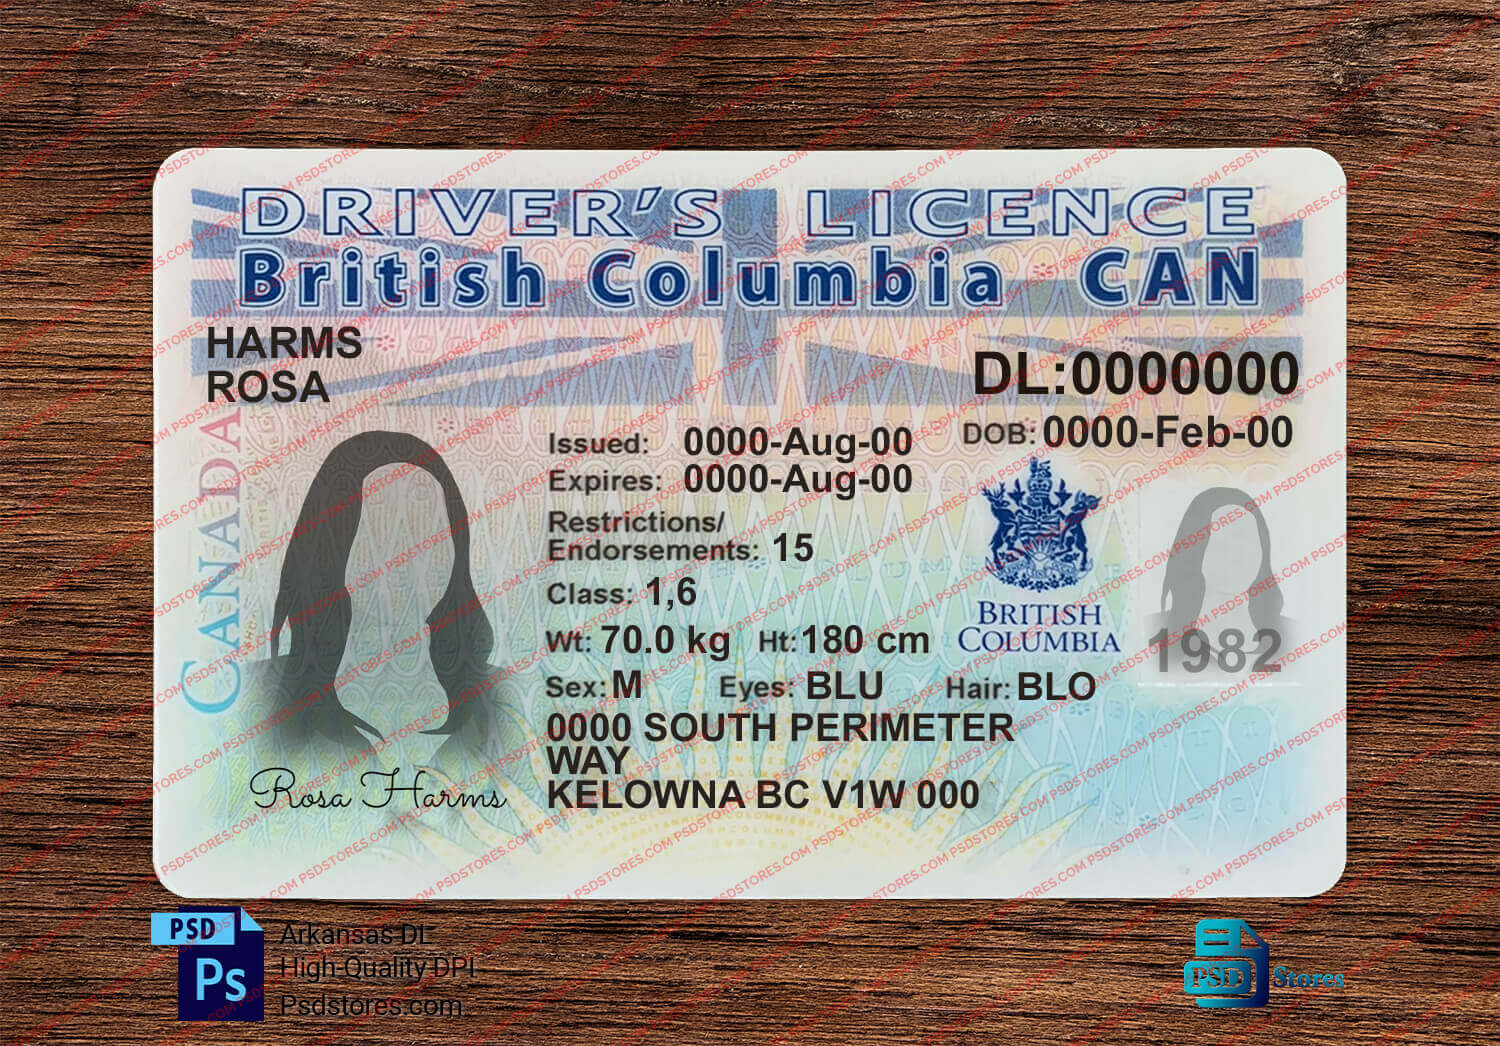 DRIVER'S LICENCE
British Columbia CAN
HARMS
ROSA
DL:0000000
DOB: 0000-Feb-00
Issued: 0000-Aug-00
Expires: 0000-Aug-00
Restrictions/
Endorsements: 15
Class: 1,6
Wt: 70.0 kg Ht: 180 cm
Sex: M Eyes: BLU Hair: BLO
0000 SOUTH PERIMETER
WAY
KELOWNA BC V1W 000
CANADA
BRITISH
COLUMBIA
1982
Rosa Harms
PSDSTORES.COM
PSD
Ps
Arkansas DL
High Quality DPI
Psdstores.com
PSD Stores